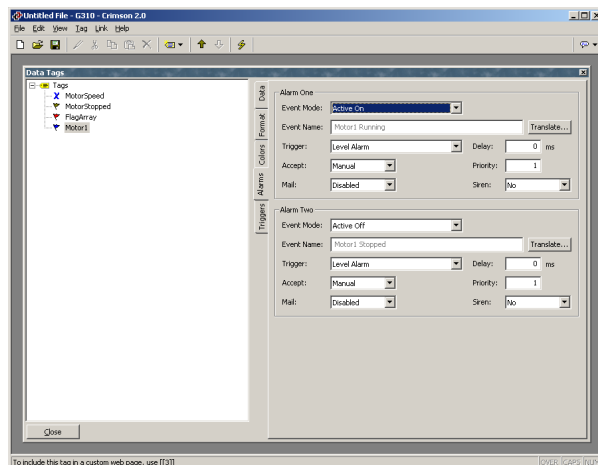 Untitled File - G310 - Crimson 2.0
File Edit View Tag Link Help
Data Tags
Tags
MotorSpeed
MotorStopped
FlagArray
Motor1
Data
Format
Colors
Alarms
Triggers
Alarm One
Event Mode: Active On
Event Name: Motor1 Running Translate...
Trigger: Level Alarm Delay: 0 ms
Accept: Manual Priority: 1
Mail: Disabled Siren: No
Alarm Two
Event Mode: Active Off
Event Name: Motor1 Stopped Translate...
Trigger: Level Alarm Delay: 0 ms
Accept: Manual Priority: 1
Mail: Disabled Siren: No
Close
To include this tag in a custom web page, use [[T3]] OVER CAPS NUM